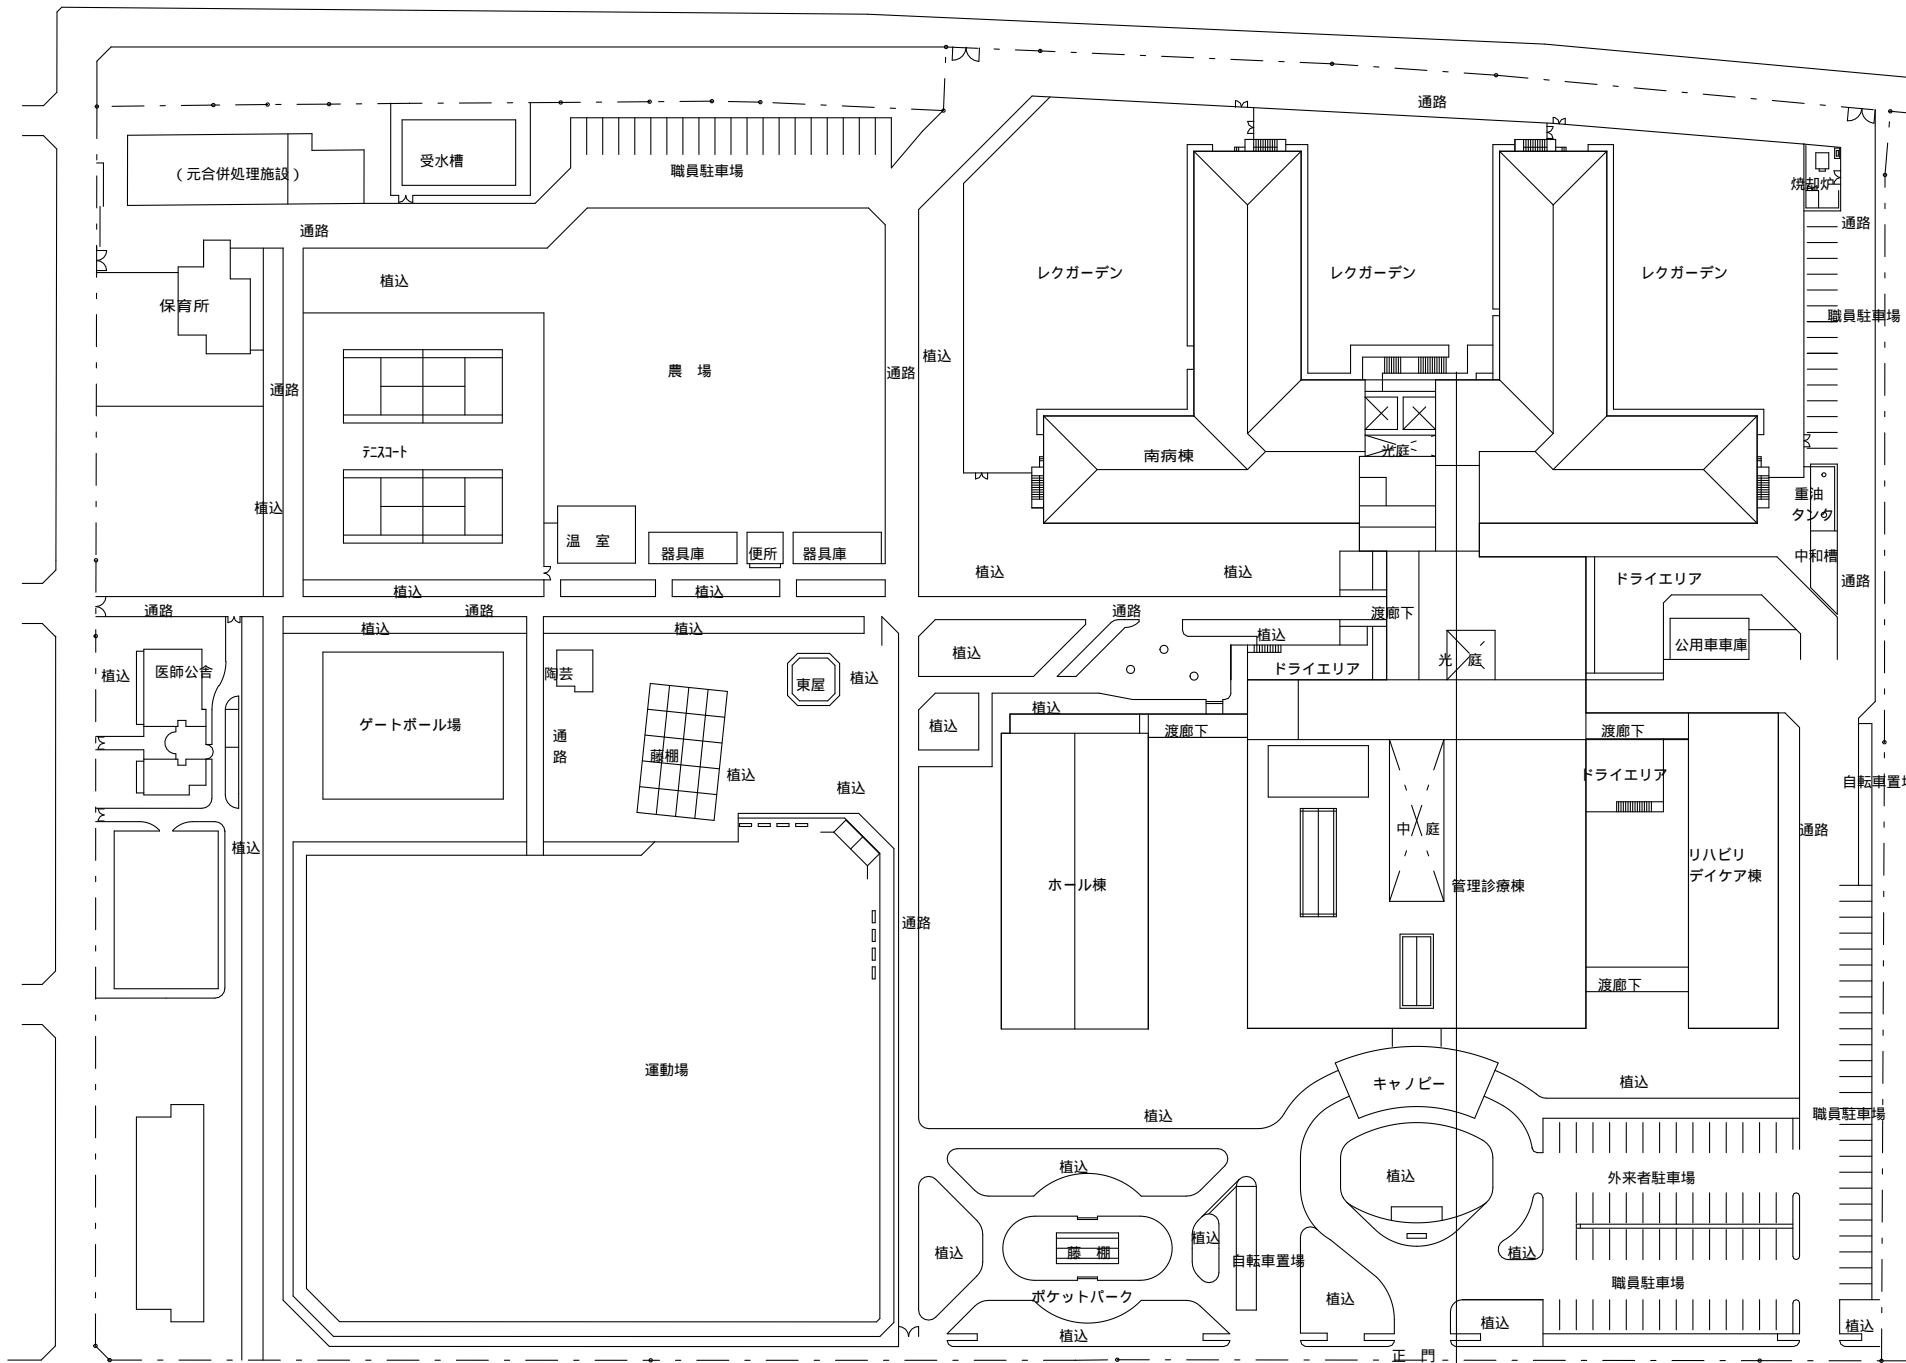 通路
受水槽
(元合併処理施設)
職員駐車場
焼却炉
通路
通路
レクガーデン
レクガーデン
レクガーデン
植込
保育所
職員駐車場
植込
農　場
通路
通路
テニスコート
光庭
南病棟
重油
タンク
植込
温　室
器具庫
便所
器具庫
中和槽
植込
植込
ドライエリア
通路
植込
植込
通路
通路
通路
渡廊下
植込
植込
植込
公用車車庫
植込
光　庭
ドライエリア
植込
医師公舎
陶芸
東屋
植込
植込
植込
ゲートボール場
通路
渡廊下
渡廊下
藤棚
植込
ドライエリア
自転車置場
植込
中　庭
通路
植込
リハビリ
デイケア棟
ホール棟
管理診療棟
通路
渡廊下
運動場
キャノピー
植込
植込
職員駐車場
植込
植込
外来者駐車場
植込
植込
藤　棚
植込
自転車置場
職員駐車場
ポケットパーク
植込
植込
植込
植込
正　門